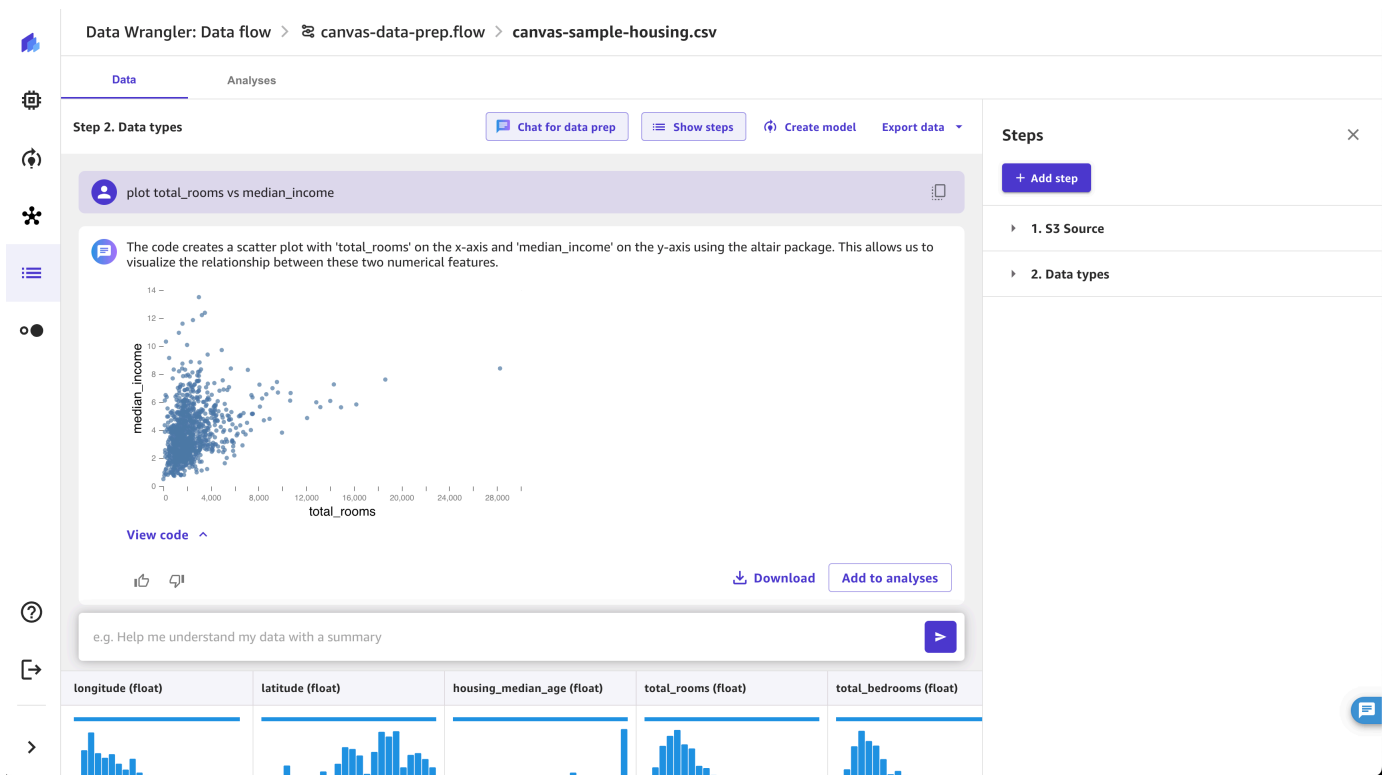 Data Wrangler: Data flow > canvas-data-prep.flow > canvas-sample-housing.csv
Data
Analyses
Step 2. Data types
Chat for data prep
Show steps
Create model
Export data
plot total_rooms vs median_income
The code creates a scatter plot with 'total_rooms' on the x-axis and 'median_income' on the y-axis using the altair package. This allows us to
visualize the relationship between these two numerical features.
14
12
10
8
6
4
2
0
median_income
0 4,000 8,000 12,000 16,000 20,000 24,000 28,000
total_rooms
View code
Download
Add to analyses
e.g. Help me understand my data with a summary
longitude (float)
latitude (float)
housing_median_age (float)
total_rooms (float)
total_bedrooms (float)
Steps
+ Add step
1. S3 Source
2. Data types